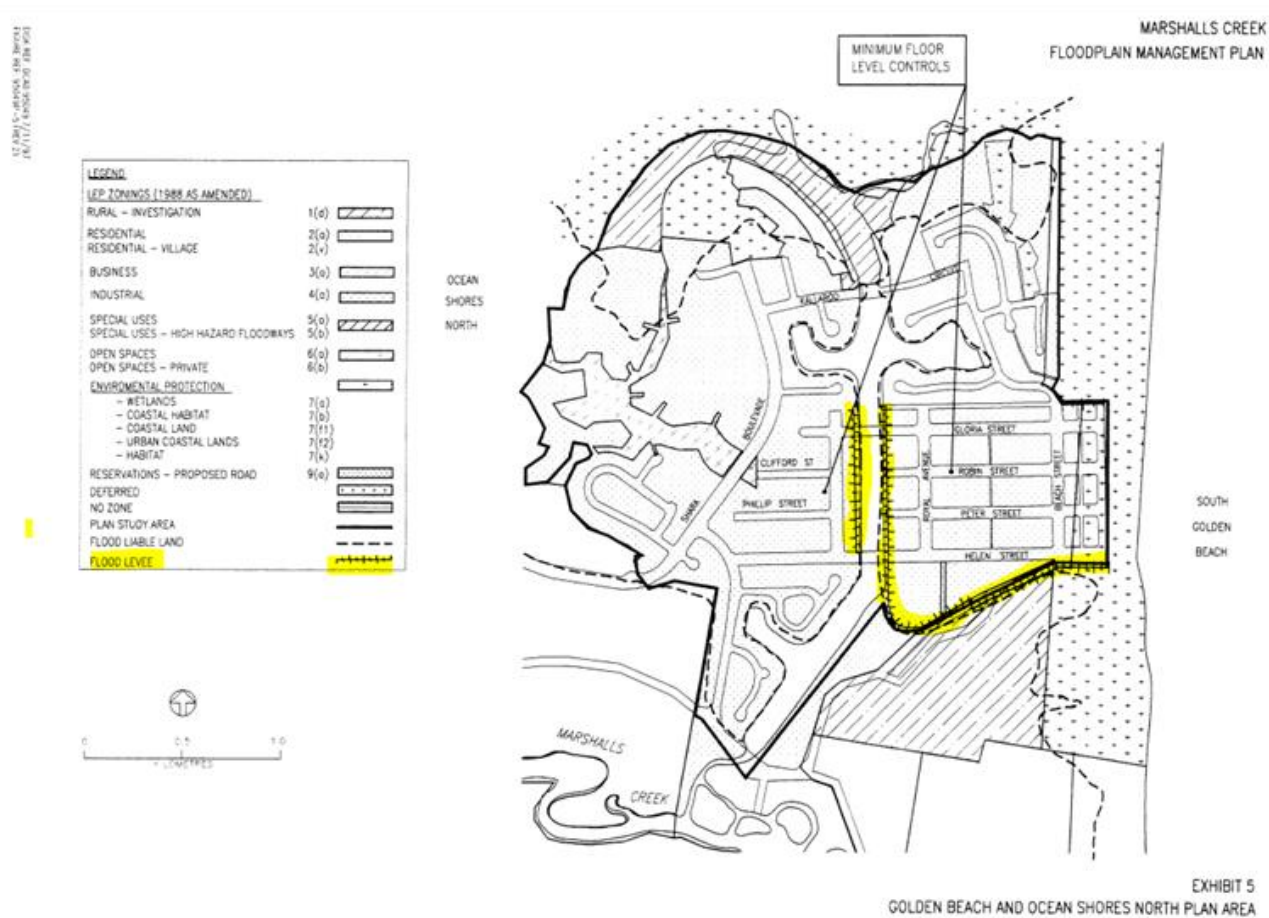 MARSHALLS CREEK
FLOODPLAIN MANAGEMENT PLAN
MINIMUM FLOOR
LEVEL CONTROLS
LEGEND
LEP ZONINGS (1988 AS AMENDED)
RURAL - INVESTIGATION 1(d)
RESIDENTIAL 2(a)
RESIDENTIAL - VILLAGE 2(v)
BUSINESS 3(a)
INDUSTRIAL 4(a)
SPECIAL USES 5(a)
SPECIAL USES - HIGH HAZARD FLOODWAYS 5(b)
OPEN SPACES 6(a)
OPEN SPACES - PRIVATE 6(b)
ENVIROMENTAL PROTECTION
- WETLANDS 7(a)
- COASTAL HABITAT 7(b)
- COASTAL LAND 7(f1)
- URBAN COASTAL LANDS 7(f2)
- HABITAT 7(k)
RESERVATIONS - PROPOSED ROAD 9(a)
DEFERRED
NO ZONE
PLAN STUDY AREA
FLOOD LIABLE LAND
FLOOD LEVEE
OCEAN
SHORES
NORTH
KALLAROO
CIRCUIT
SHARA
BOULEVARDE
GLORIA STREET
CLIFFORD ST
ROBIN STREET
PHILLIP STREET
PETER STREET
HELEN STREET
ROYAL AVENUE
BEACH STREET
SOUTH
GOLDEN
BEACH
0 0.5 1.0
MARSHALLS
CREEK
EXHIBIT 5
GOLDEN BEACH AND OCEAN SHORES NORTH PLAN AREA